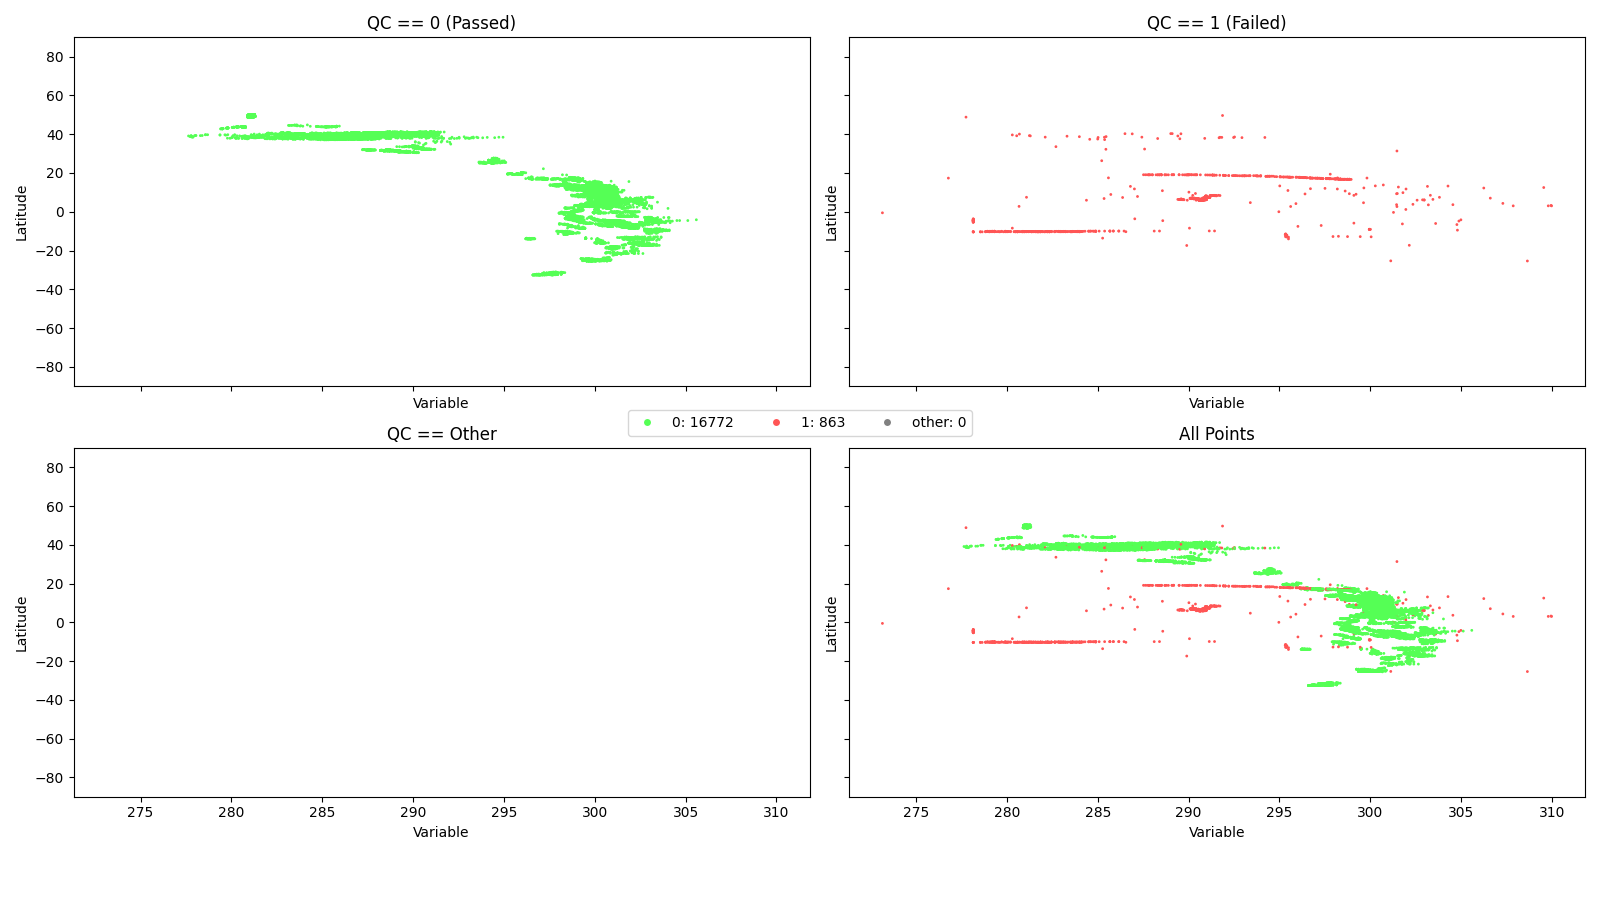 QC == 0 (Passed)
QC == 1 (Failed)
80
60
40
20
0
−20
−40
−60
−80
Latitude
Latitude
Variable
Variable
0: 16772
1: 863
other: 0
QC == Other
All Points
80
60
40
20
0
−20
−40
−60
−80
Latitude
Latitude
275
280
285
290
295
300
305
310
275
280
285
290
295
300
305
310
Variable
Variable